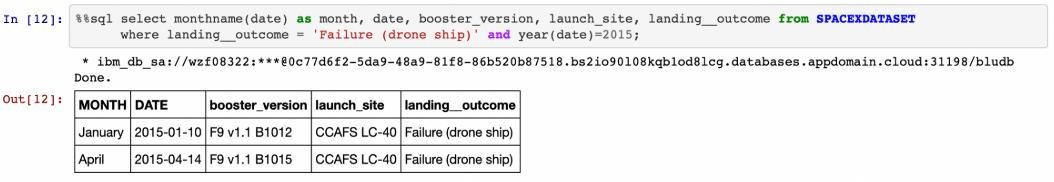 In [12]: %%sql select monthname(date) as month, date, booster_version, launch_site, landing__outcome from SPACEXDATASET
where landing__outcome = 'Failure (drone ship)' and year(date)=2015;
* ibm_db_sa://wzf08322:***@0c77d6f2-5da9-48a9-81f8-86b520b87518.bs2io90l08kqb1od8lcg.databases.appdomain.cloud:31198/bludb
Done.
Out[12]: MONTH DATE booster_version launch_site landing__outcome
January 2015-01-10 F9 v1.1 B1012 CCAFS LC-40 Failure (drone ship)
April 2015-04-14 F9 v1.1 B1015 CCAFS LC-40 Failure (drone ship)